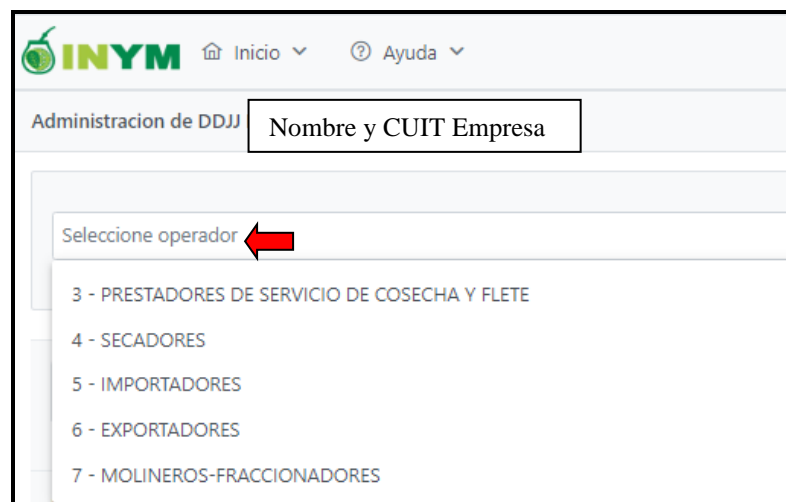 INYM Inicio Ayuda
Administracion de DDJJ Nombre y CUIT Empresa
Seleccione operador
3 - PRESTADORES DE SERVICIO DE COSECHA Y FLETE
4 - SECADORES
5 - IMPORTADORES
6 - EXPORTADORES
7 - MOLINEROS-FRACCIONADORES